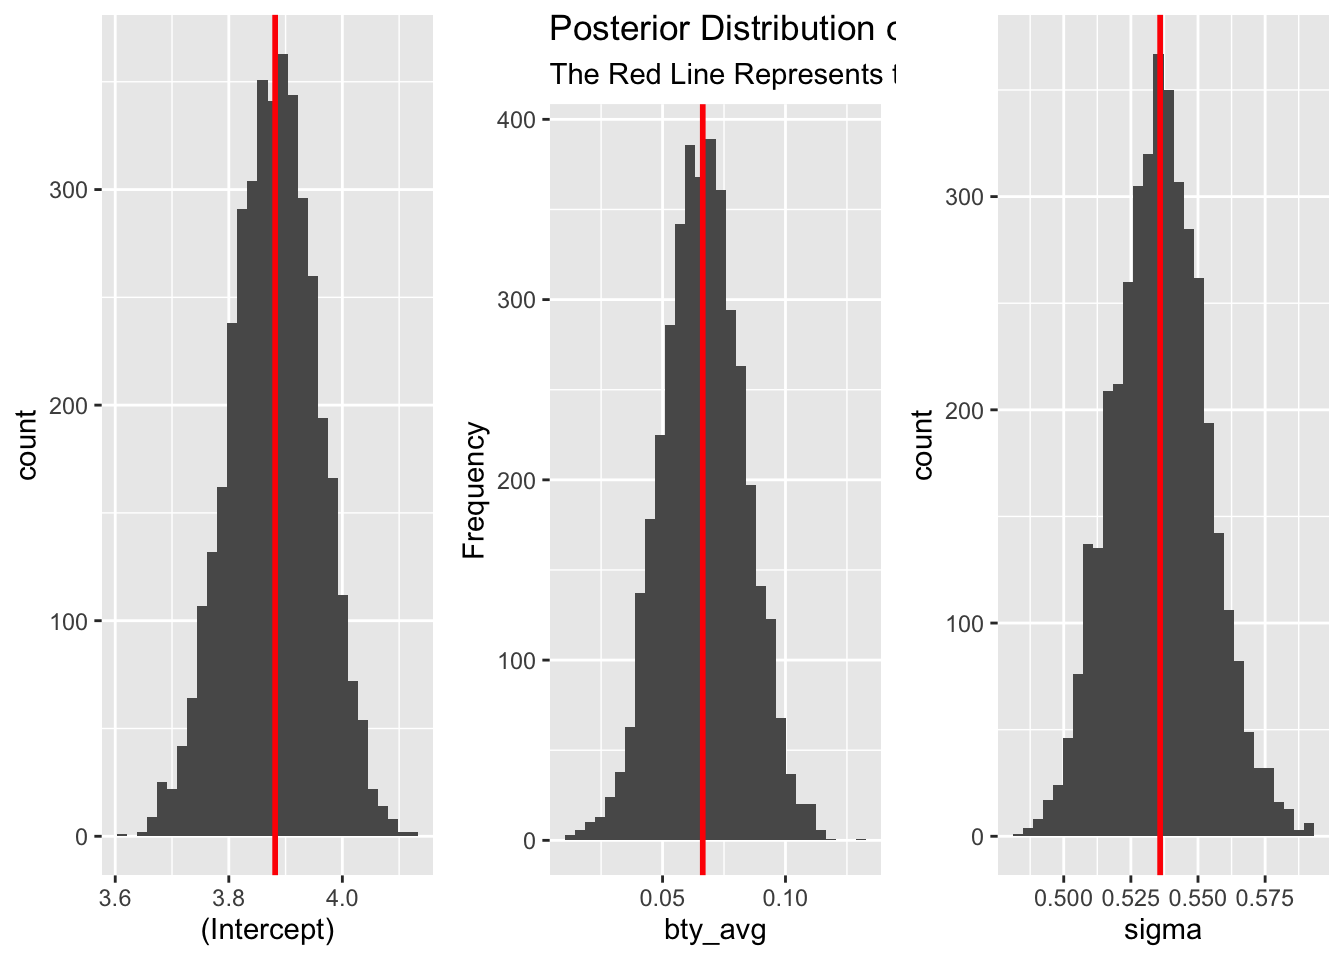 Posterior Distribution
The Red Line Represents
count
300
200
100
0
3.6 3.8 4.0
(Intercept)
Frequency
400
300
200
100
0
0.05 0.10
bty_avg
count
300
200
100
0
0.500 0.525 0.550 0.575
sigma